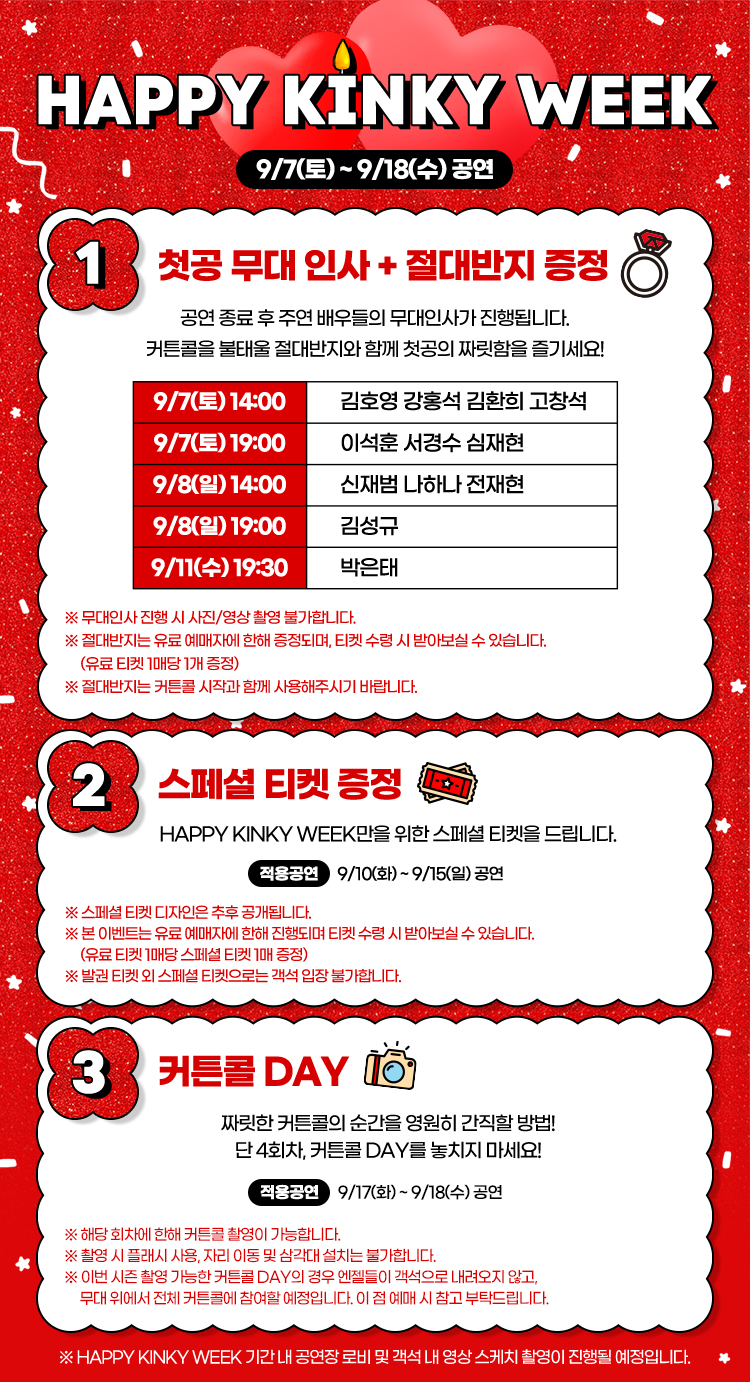 HAPPY KINKY WEEK
9/7(토) ~ 9/18(수) 공연
1
첫공 무대 인사 + 절대반지 증정
공연 종료 후 주연 배우들의 무대인사가 진행됩니다.
커튼콜을 불태울 절대반지와 함께 첫공의 짜릿함을 즐기세요!
9/7(토) 14:00 김호영 강홍석 김환희 고창석
9/7(토) 19:00 이석훈 서경수 심재현
9/8(일) 14:00 신재범 나하나 전재현
9/8(일) 19:00 김성규
9/11(수) 19:30 박은태
※ 무대인사 진행 시 사진/영상 촬영 불가합니다.
※ 절대반지는 유료 예매자에 한해 증정되며, 티켓 수령 시 받아보실 수 있습니다.
(유료 티켓 1매당 1개 증정)
※ 절대반지는 커튼콜 시작과 함께 사용해주시기 바랍니다.
2
스페셜 티켓 증정
HAPPY KINKY WEEK만을 위한 스페셜 티켓을 드립니다.
적용공연 9/10(화) ~ 9/15(일) 공연
※ 스페셜 티켓 디자인은 추후 공개됩니다.
※ 본 이벤트는 유료 예매자에 한해 진행되며 티켓 수령 시 받아보실 수 있습니다.
(유료 티켓 1매당 스페셜 티켓 1매 증정)
※ 발권 티켓 외 스페셜 티켓으로는 객석 입장 불가합니다.
3
커튼콜 DAY
짜릿한 커튼콜의 순간을 영원히 간직할 방법!
단 4회차, 커튼콜 DAY를 놓치지 마세요!
적용공연 9/17(화) ~ 9/18(수) 공연
※ 해당 회차에 한해 커튼콜 촬영이 가능합니다.
※ 촬영 시 플래시 사용, 자리 이동 및 삼각대 설치는 불가합니다.
※ 이번 시즌 촬영 가능한 커튼콜 DAY의 경우 엔젤들이 객석으로 내려오지 않고,
무대 위에서 전체 커튼콜에 참여할 예정입니다. 이 점 예매 시 참고 부탁드립니다.
※ HAPPY KINKY WEEK 기간 내 공연장 로비 및 객석 내 영상 스케치 촬영이 진행될 예정입니다.